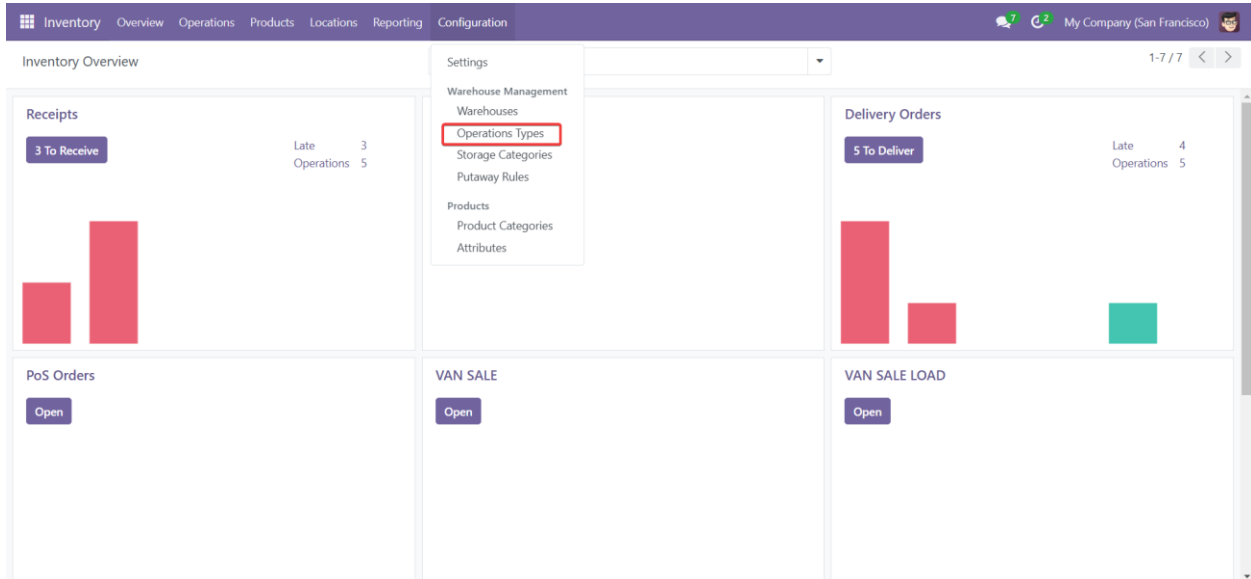 Inventory Overview Operations Products Locations Reporting Configuration 7 2 My Company (San Francisco)
Inventory Overview 1-7 / 7
Settings
Warehouse Management
Warehouses
Operations Types
Storage Categories
Putaway Rules
Products
Product Categories
Attributes
Receipts
3 To Receive
Late 3
Operations 5
Delivery Orders
5 To Deliver
Late 4
Operations 5
PoS Orders
Open
VAN SALE
Open
VAN SALE LOAD
Open